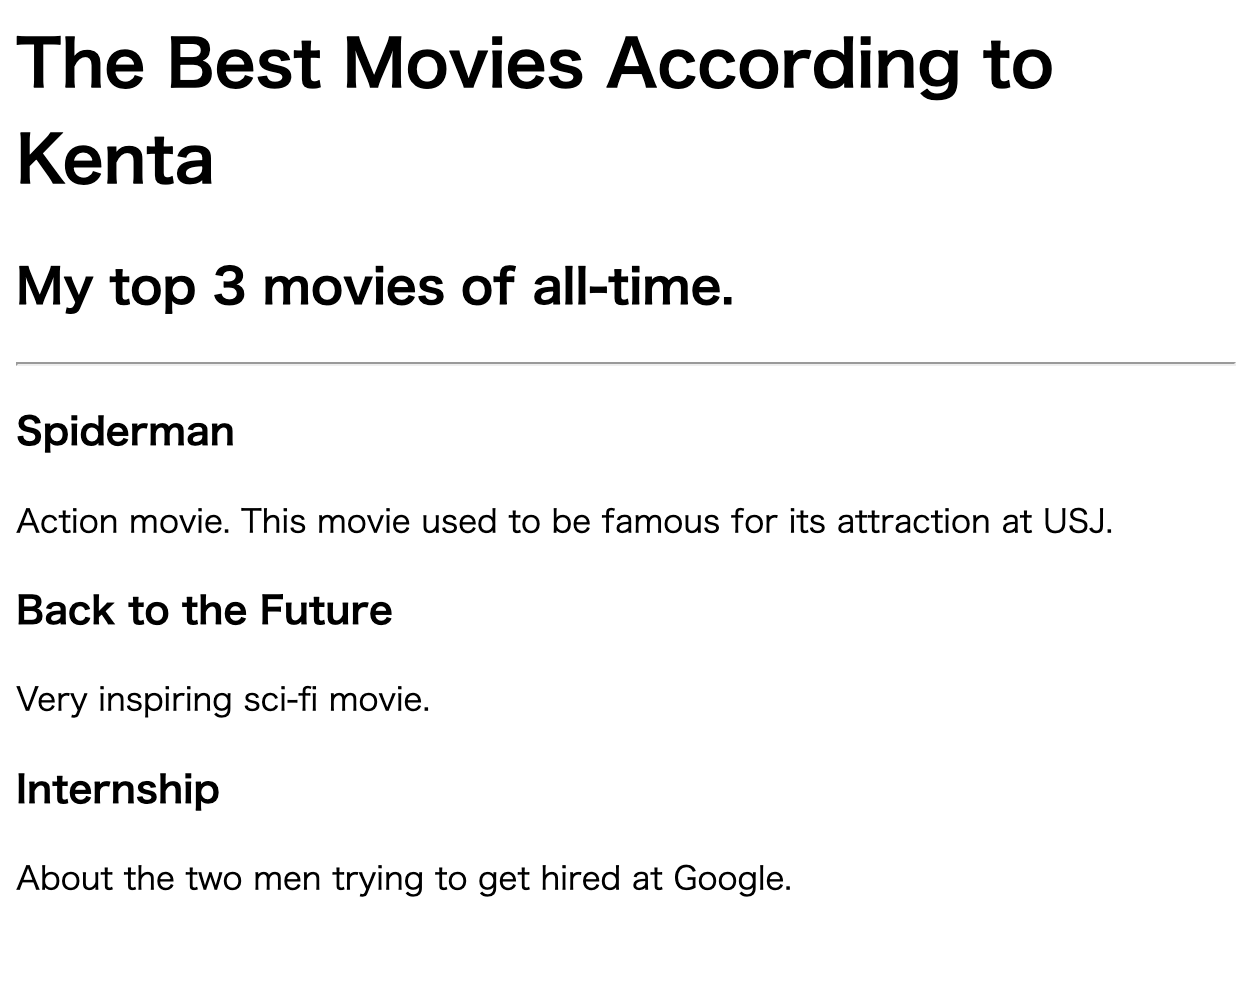 The Best Movies According to
Kenta
My top 3 movies of all-time.
Spiderman
Action movie. This movie used to be famous for its attraction at USJ.
Back to the Future
Very inspiring sci-fi movie.
Internship
About the two men trying to get hired at Google.